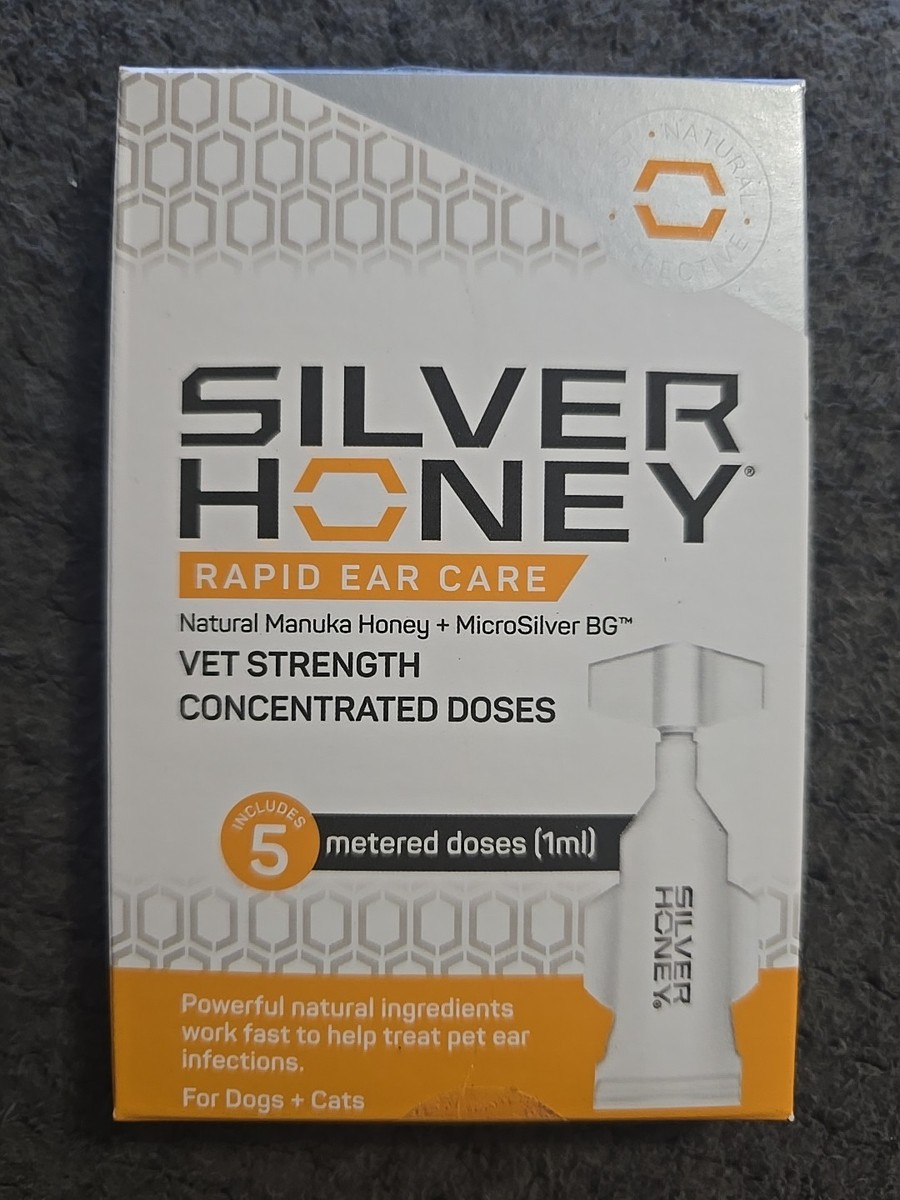 NATURAL
SILVER
HONEY®
RAPID EAR CARE
Natural Manuka Honey + MicroSilver BG™
VET STRENGTH
CONCENTRATED DOSES
INCLUDES
5 metered doses (1ml)
SILVER
HONEY®
Powerful natural ingredients
work fast to help treat pet ear
infections.
For Dogs + Cats